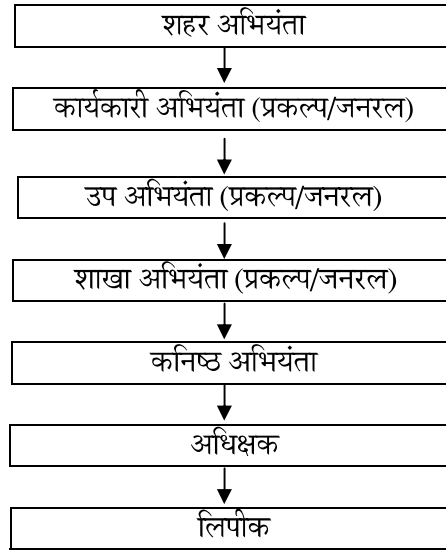 शहर अभियंता
कार्यकारी अभियंता (प्रकल्प/जनरल)
उप अभियंता (प्रकल्प/जनरल)
शाखा अभियंता (प्रकल्प/जनरल)
कनिष्ठ अभियंता
अधिक्षक
लिपीक